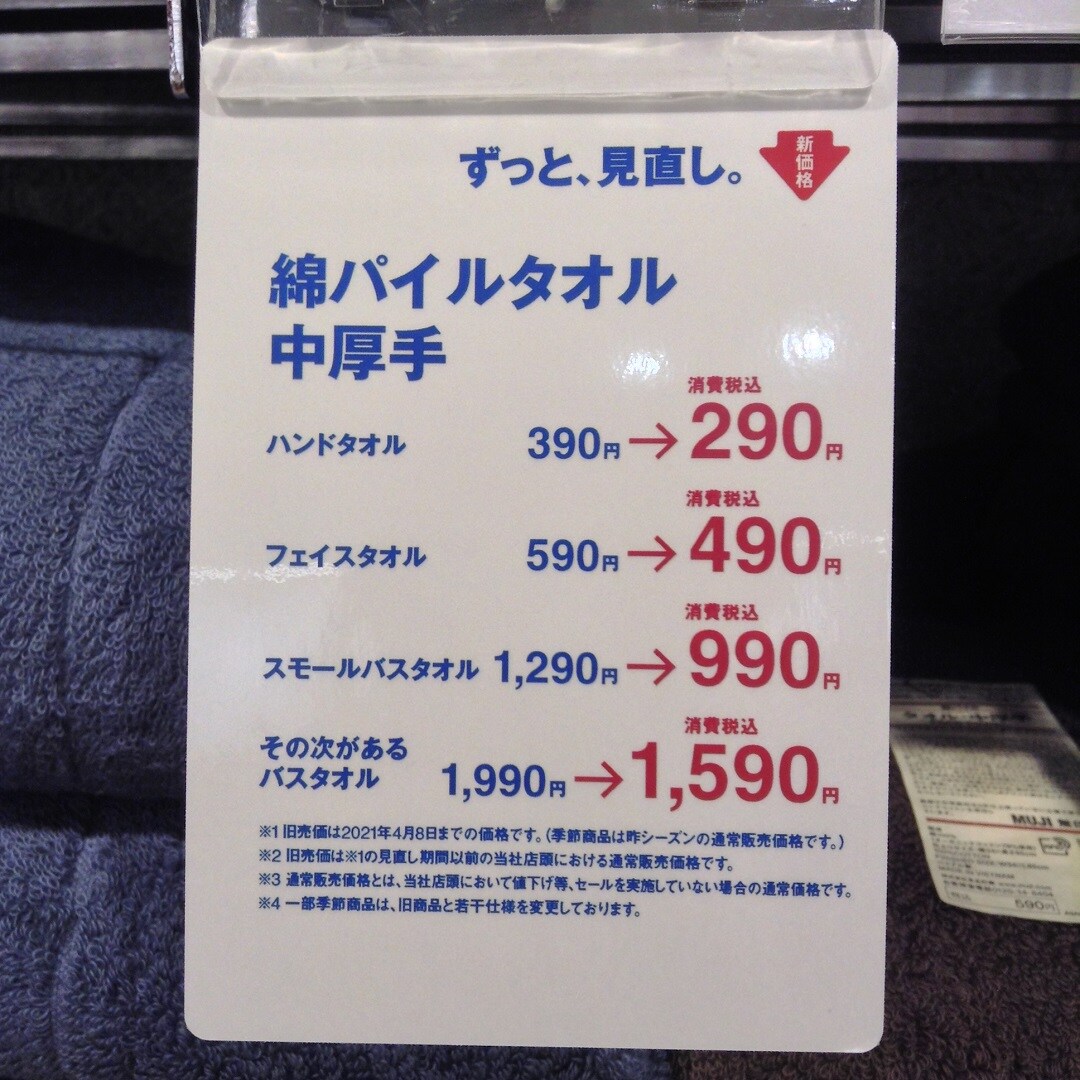 ずっと、見直し。
新価格
綿パイルタオル
中厚手
消費税込
ハンドタオル 390円→290円
消費税込
フェイスタオル 590円→490円
消費税込
スモールバスタオル 1,290円→990円
消費税込
その次がある
バスタオル 1,990円→1,590円
※1 旧売価は2021年4月8日までの価格です。(季節商品は昨シーズンの通常販売価格です。)
※2 旧売価は※1の見直し期間以前の当社店頭における通常販売価格です。
※3 通常販売価格とは、当社店頭において値下げ等、セールを実施していない場合の通常価格です。
※4 一部季節商品は、旧商品と若干仕様を変更しております。
MUJI 無
590